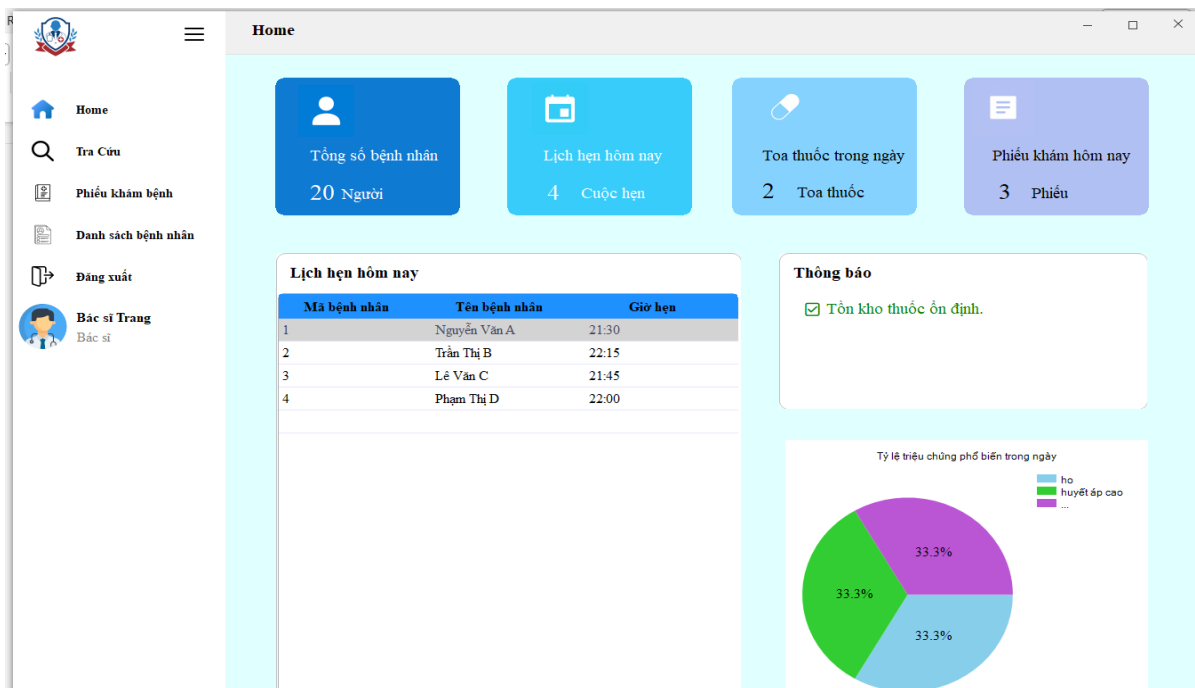 Home
Home
Tra Cứu
Phiếu khám bệnh
Danh sách bệnh nhân
Đăng xuất
Bác sĩ Trang
Bác sĩ
Tổng số bệnh nhân
20 Người
Lịch hẹn hôm nay
4 Cuộc hẹn
Toa thuốc trong ngày
2 Toa thuốc
Phiếu khám hôm nay
3 Phiếu
Lịch hẹn hôm nay
Mã bệnh nhân Tên bệnh nhân Giờ hẹn
1 Nguyễn Văn A 21:30
2 Trần Thị B 22:15
3 Lê Văn C 21:45
4 Phạm Thị D 22:00
Thông báo
Tồn kho thuốc ổn định.
Tỷ lệ triệu chứng phổ biến trong ngày
ho
huyết áp cao
...
33.3%
33.3%
33.3%